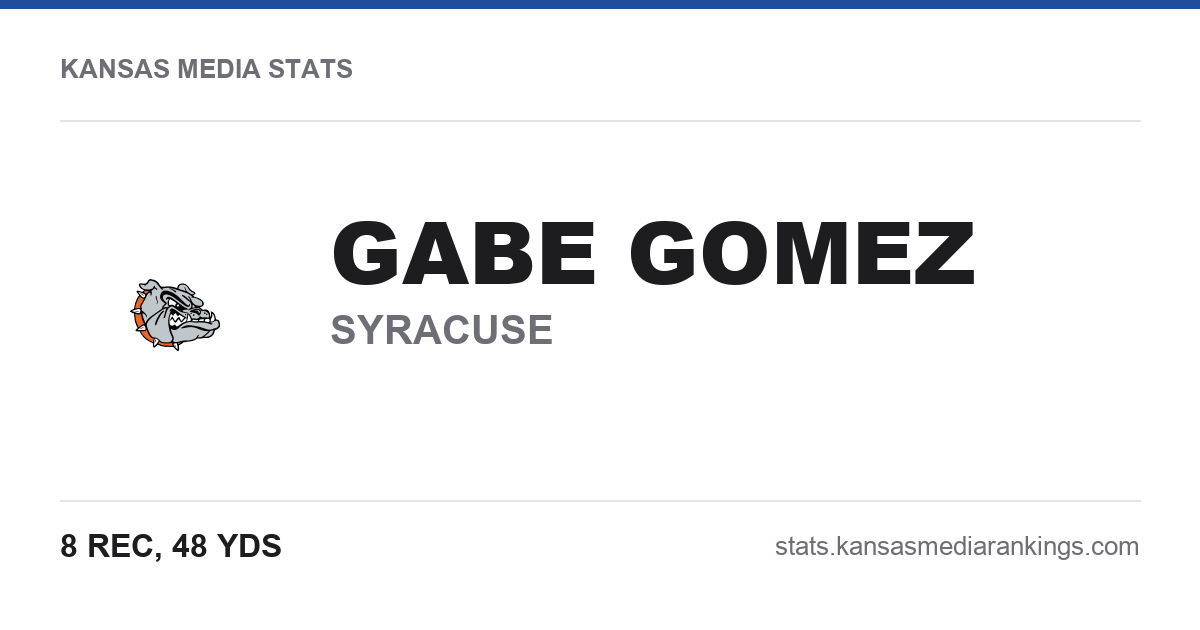 KANSAS MEDIA STATS
GABE GOMEZ
SYRACUSE
8 REC, 48 YDS
stats.kansasmediarankings.com